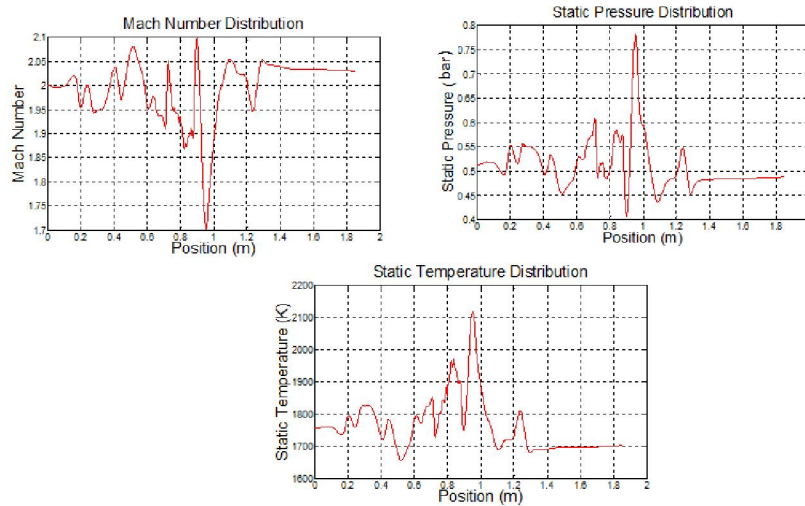 Mach Number Distribution
2.1
2.05
2
1.95
1.9
1.85
1.8
1.75
1.7
Mach Number
0 0.2 0.4 0.6 0.8 1 1.2 1.4 1.6 1.8 2
Position (m)
Static Pressure Distribution
0.8
0.75
0.7
0.65
0.6
0.55
0.5
0.45
0.4
Static Pressure ( bar)
0 0.2 0.4 0.6 0.8 1 1.2 1.4 1.6 1.8 2
Position (m)
Static Temperature Distribution
2200
2100
2000
1900
1800
1700
1600
Static Temperature (K)
0 0.2 0.4 0.6 0.8 1 1.2 1.4 1.6 1.8 2
Position (m)